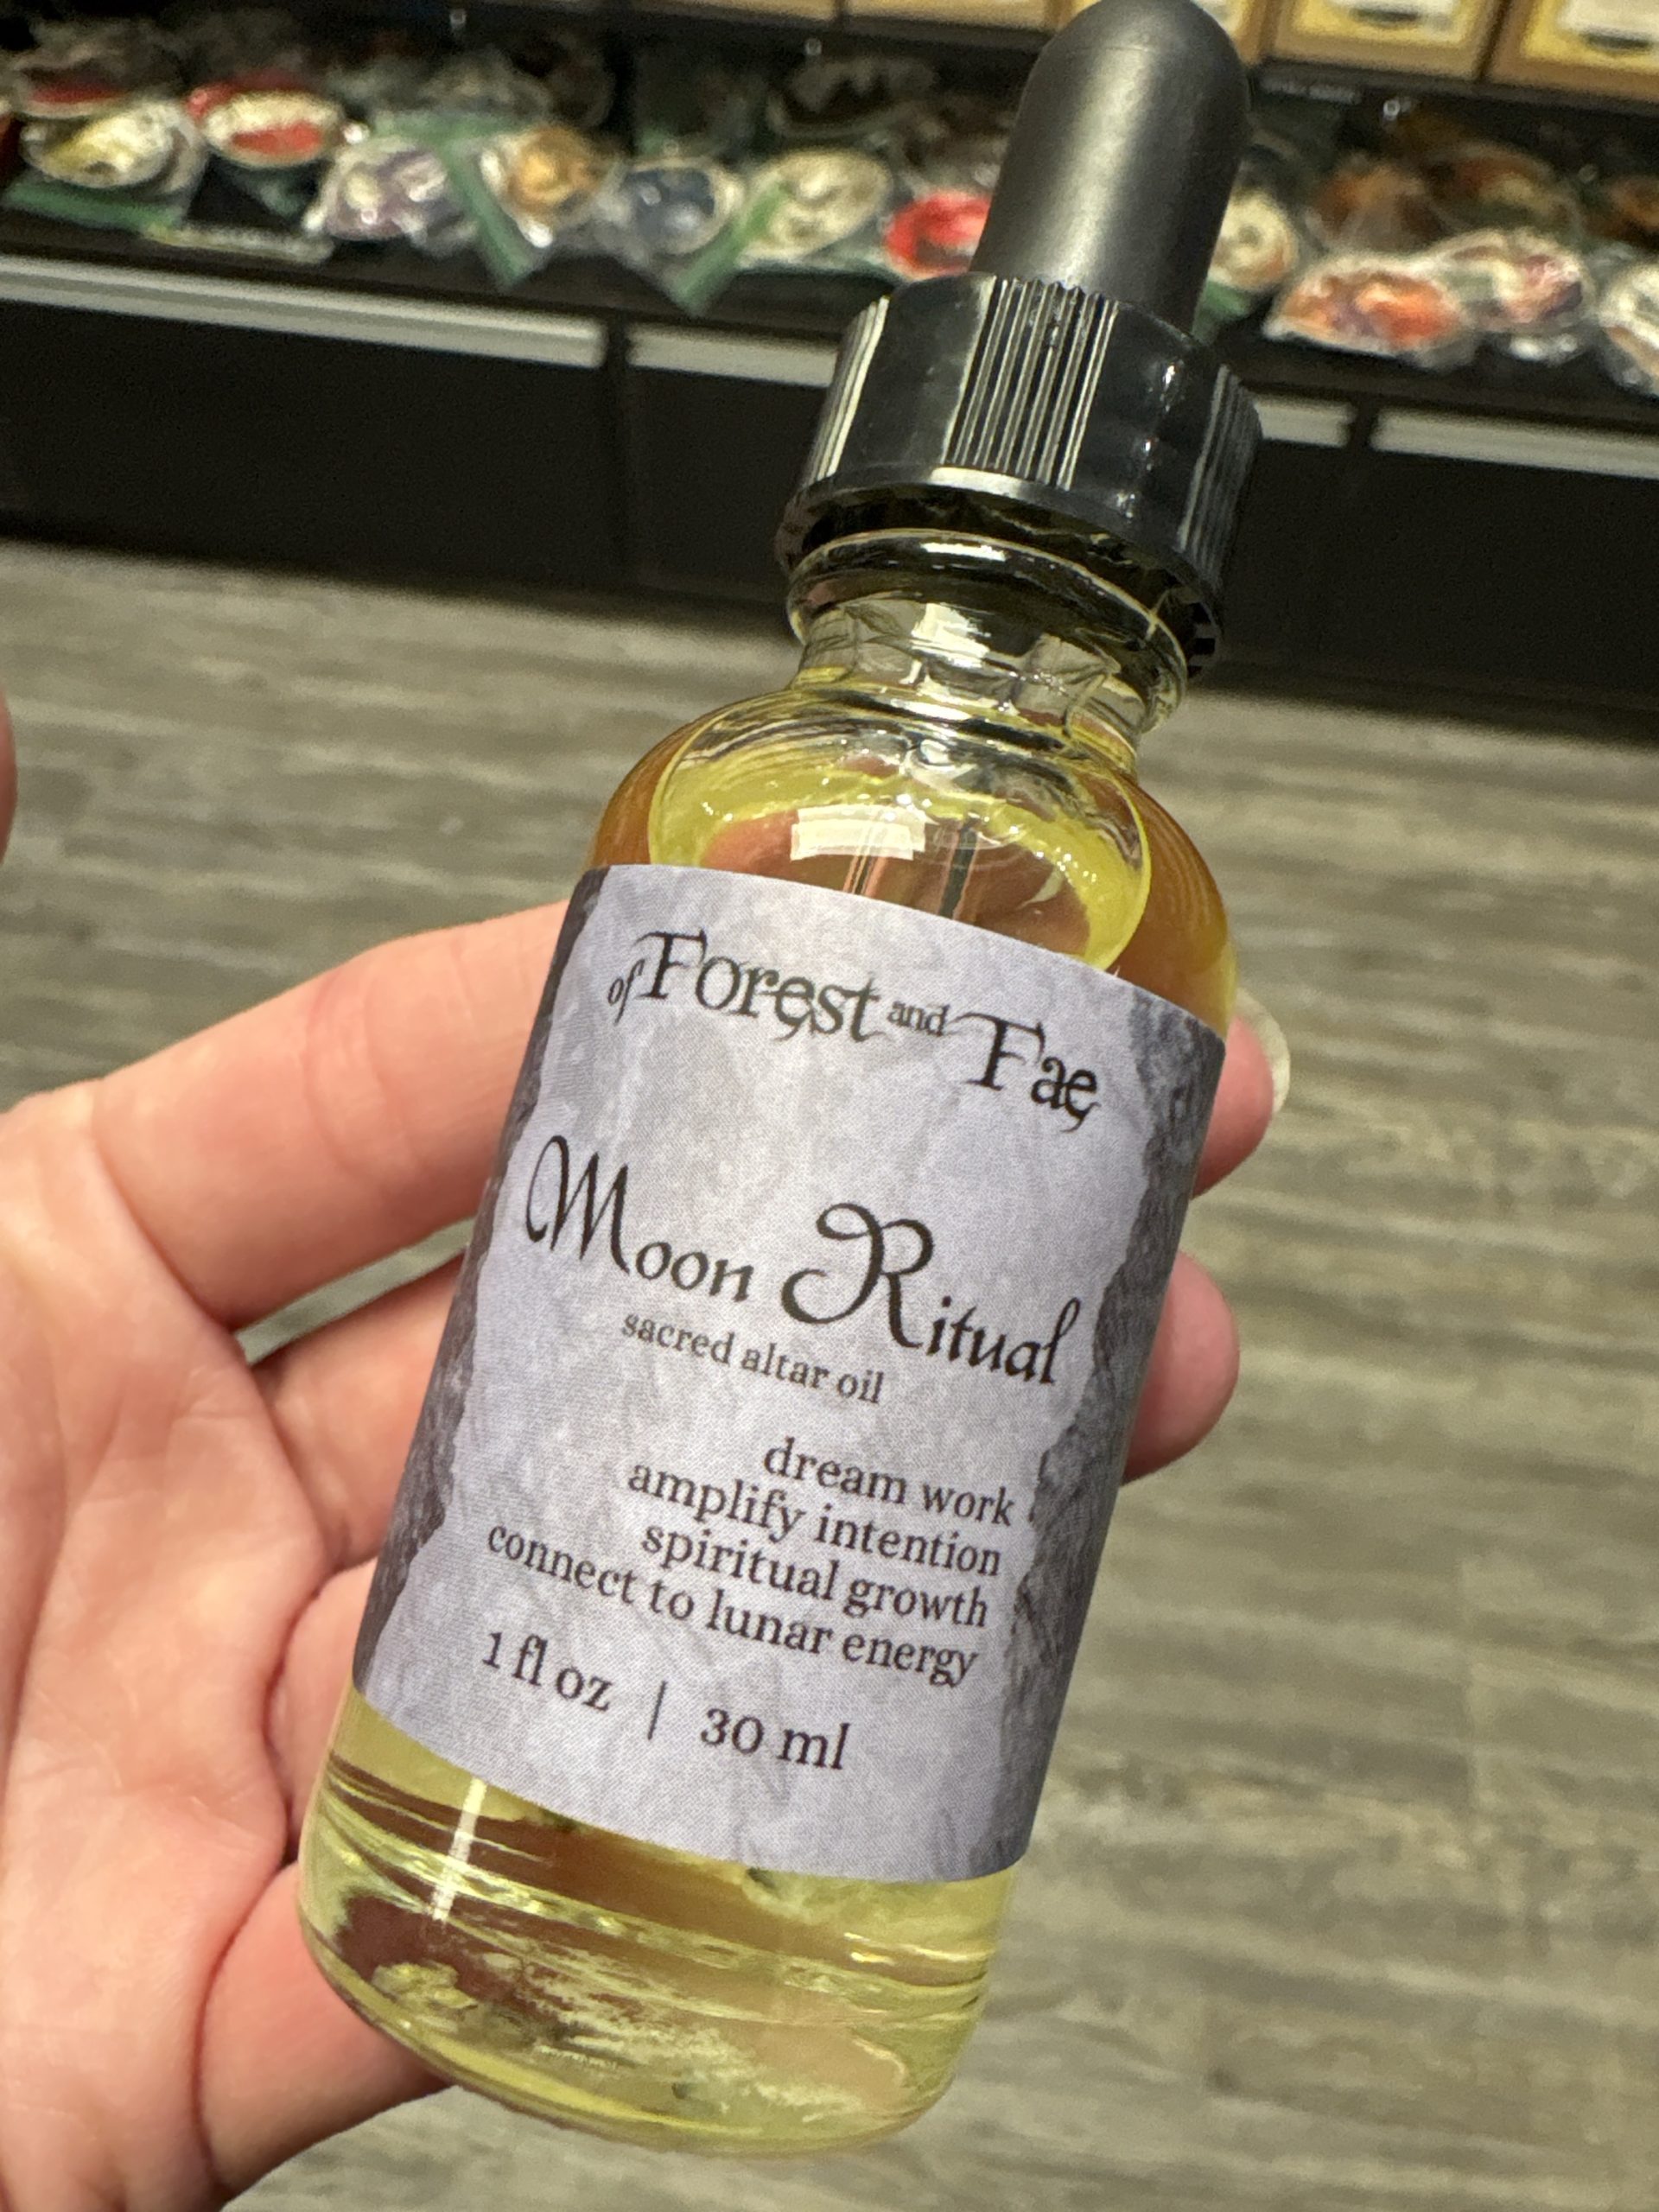 of Forest and Fae
Moon Ritual
sacred altar oil
dream work
amplify intention
spiritual growth
connect to lunar energy
1 fl oz | 30 ml